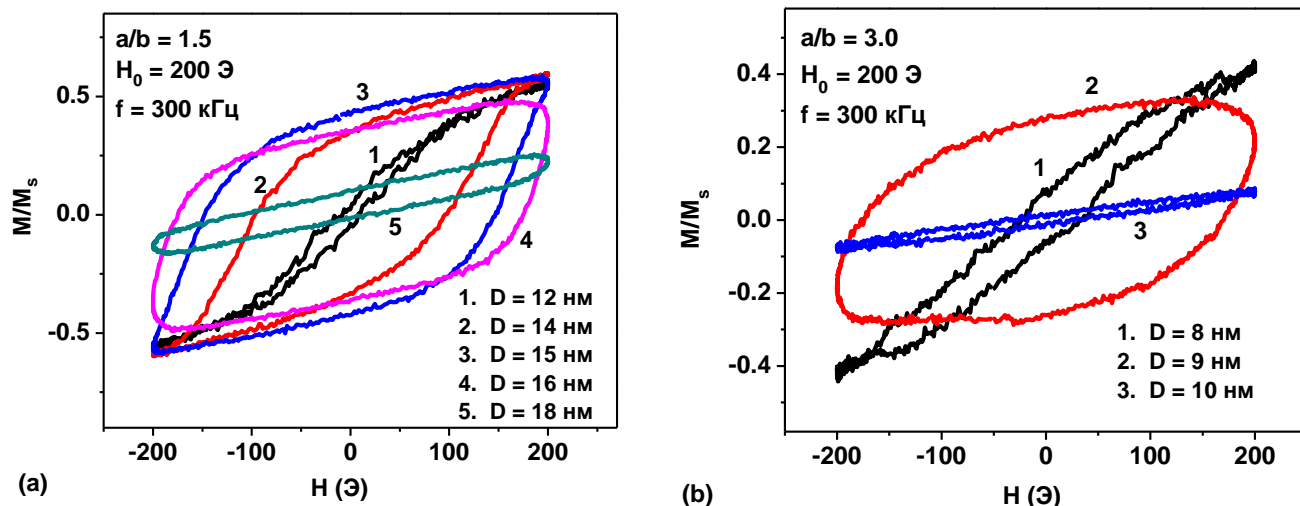 a/b = 1.5
H0 = 200 Э
f = 300 кГц
M/Ms
0.5
0.0
-0.5
1
2
3
4
5
1. D = 12 нм
2. D = 14 нм
3. D = 15 нм
4. D = 16 нм
5. D = 18 нм
-200 -100 0 100 200
H (Э)
(a)
a/b = 3.0
H0 = 200 Э
f = 300 кГц
M/Ms
0.4
0.2
0.0
-0.2
-0.4
2
1
3
1. D = 8 нм
2. D = 9 нм
3. D = 10 нм
-200 -100 0 100 200
H (Э)
(b)